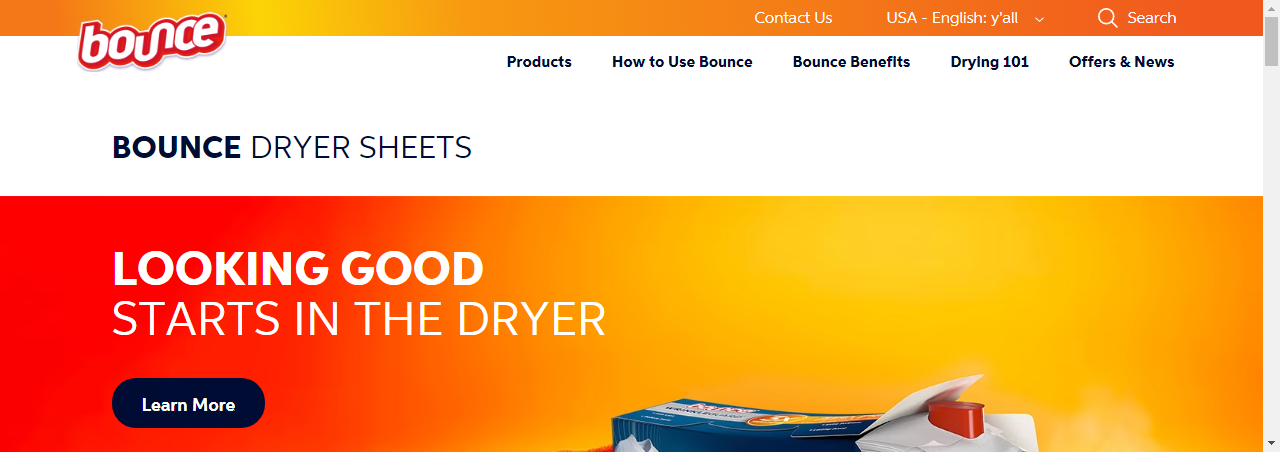 bounce
Contact Us
USA - English: y'all
Search
Products
How to Use Bounce
Bounce Benefits
Drying 101
Offers & News
BOUNCE DRYER SHEETS
LOOKING GOOD
STARTS IN THE DRYER
Learn More